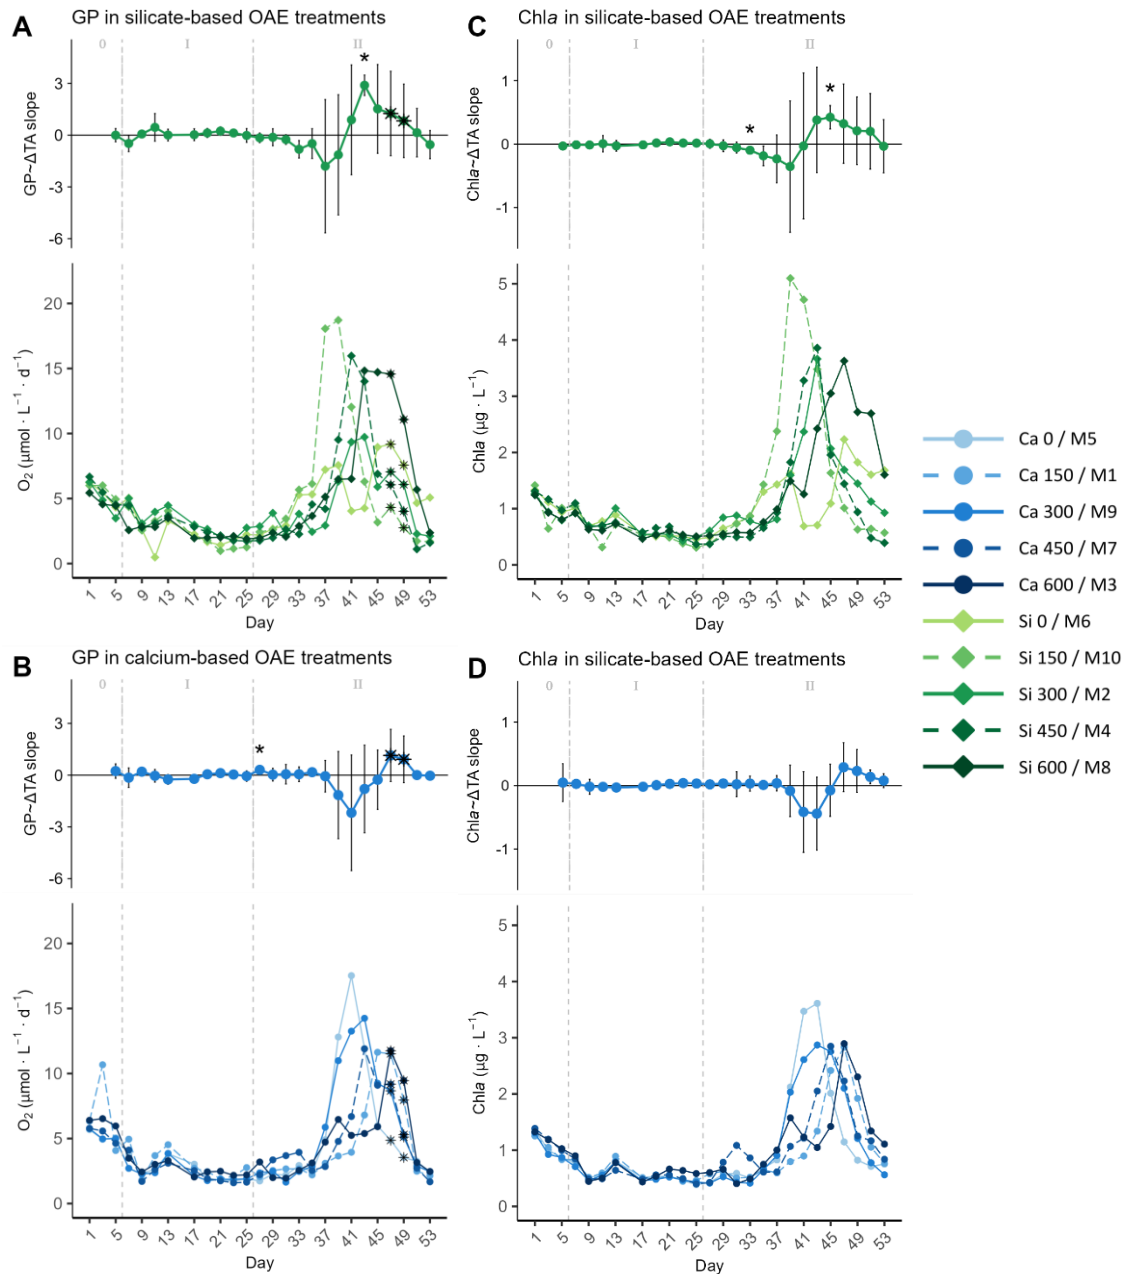 A
GP in silicate-based OAE treatments
0 I II
*
GP~ΔTA slope
3
0
-3
-6
O₂ (μmol · L⁻¹ · d⁻¹)
20
15
10
5
0
1 5 9 13 17 21 25 29 33 37 41 45 49 53
Day
C
Chla in silicate-based OAE treatments
0 I II
* *
Chla~ΔTA slope
1
0
-1
Chla (μg · L⁻¹)
5
4
3
2
1
0
1 5 9 13 17 21 25 29 33 37 41 45 49 53
Day
B
GP in calcium-based OAE treatments
0 I II
*
GP~ΔTA slope
3
0
-3
-6
O₂ (μmol · L⁻¹ · d⁻¹)
20
15
10
5
0
1 5 9 13 17 21 25 29 33 37 41 45 49 53
Day
D
Chla in silicate-based OAE treatments
0 I II
Chla~ΔTA slope
1
0
-1
Chla (μg · L⁻¹)
5
4
3
2
1
0
1 5 9 13 17 21 25 29 33 37 41 45 49 53
Day
Ca 0 / M5
Ca 150 / M1
Ca 300 / M9
Ca 450 / M7
Ca 600 / M3
Si 0 / M6
Si 150 / M10
Si 300 / M2
Si 450 / M4
Si 600 / M8